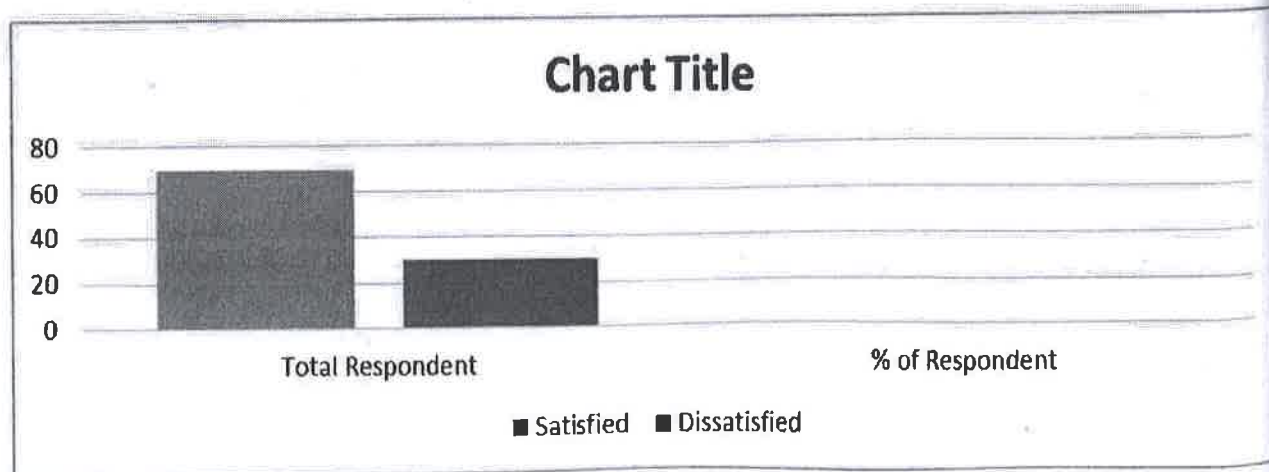 Chart Title
80
60
40
20
0
Total Respondent
% of Respondent
Satisfied Dissatisfied